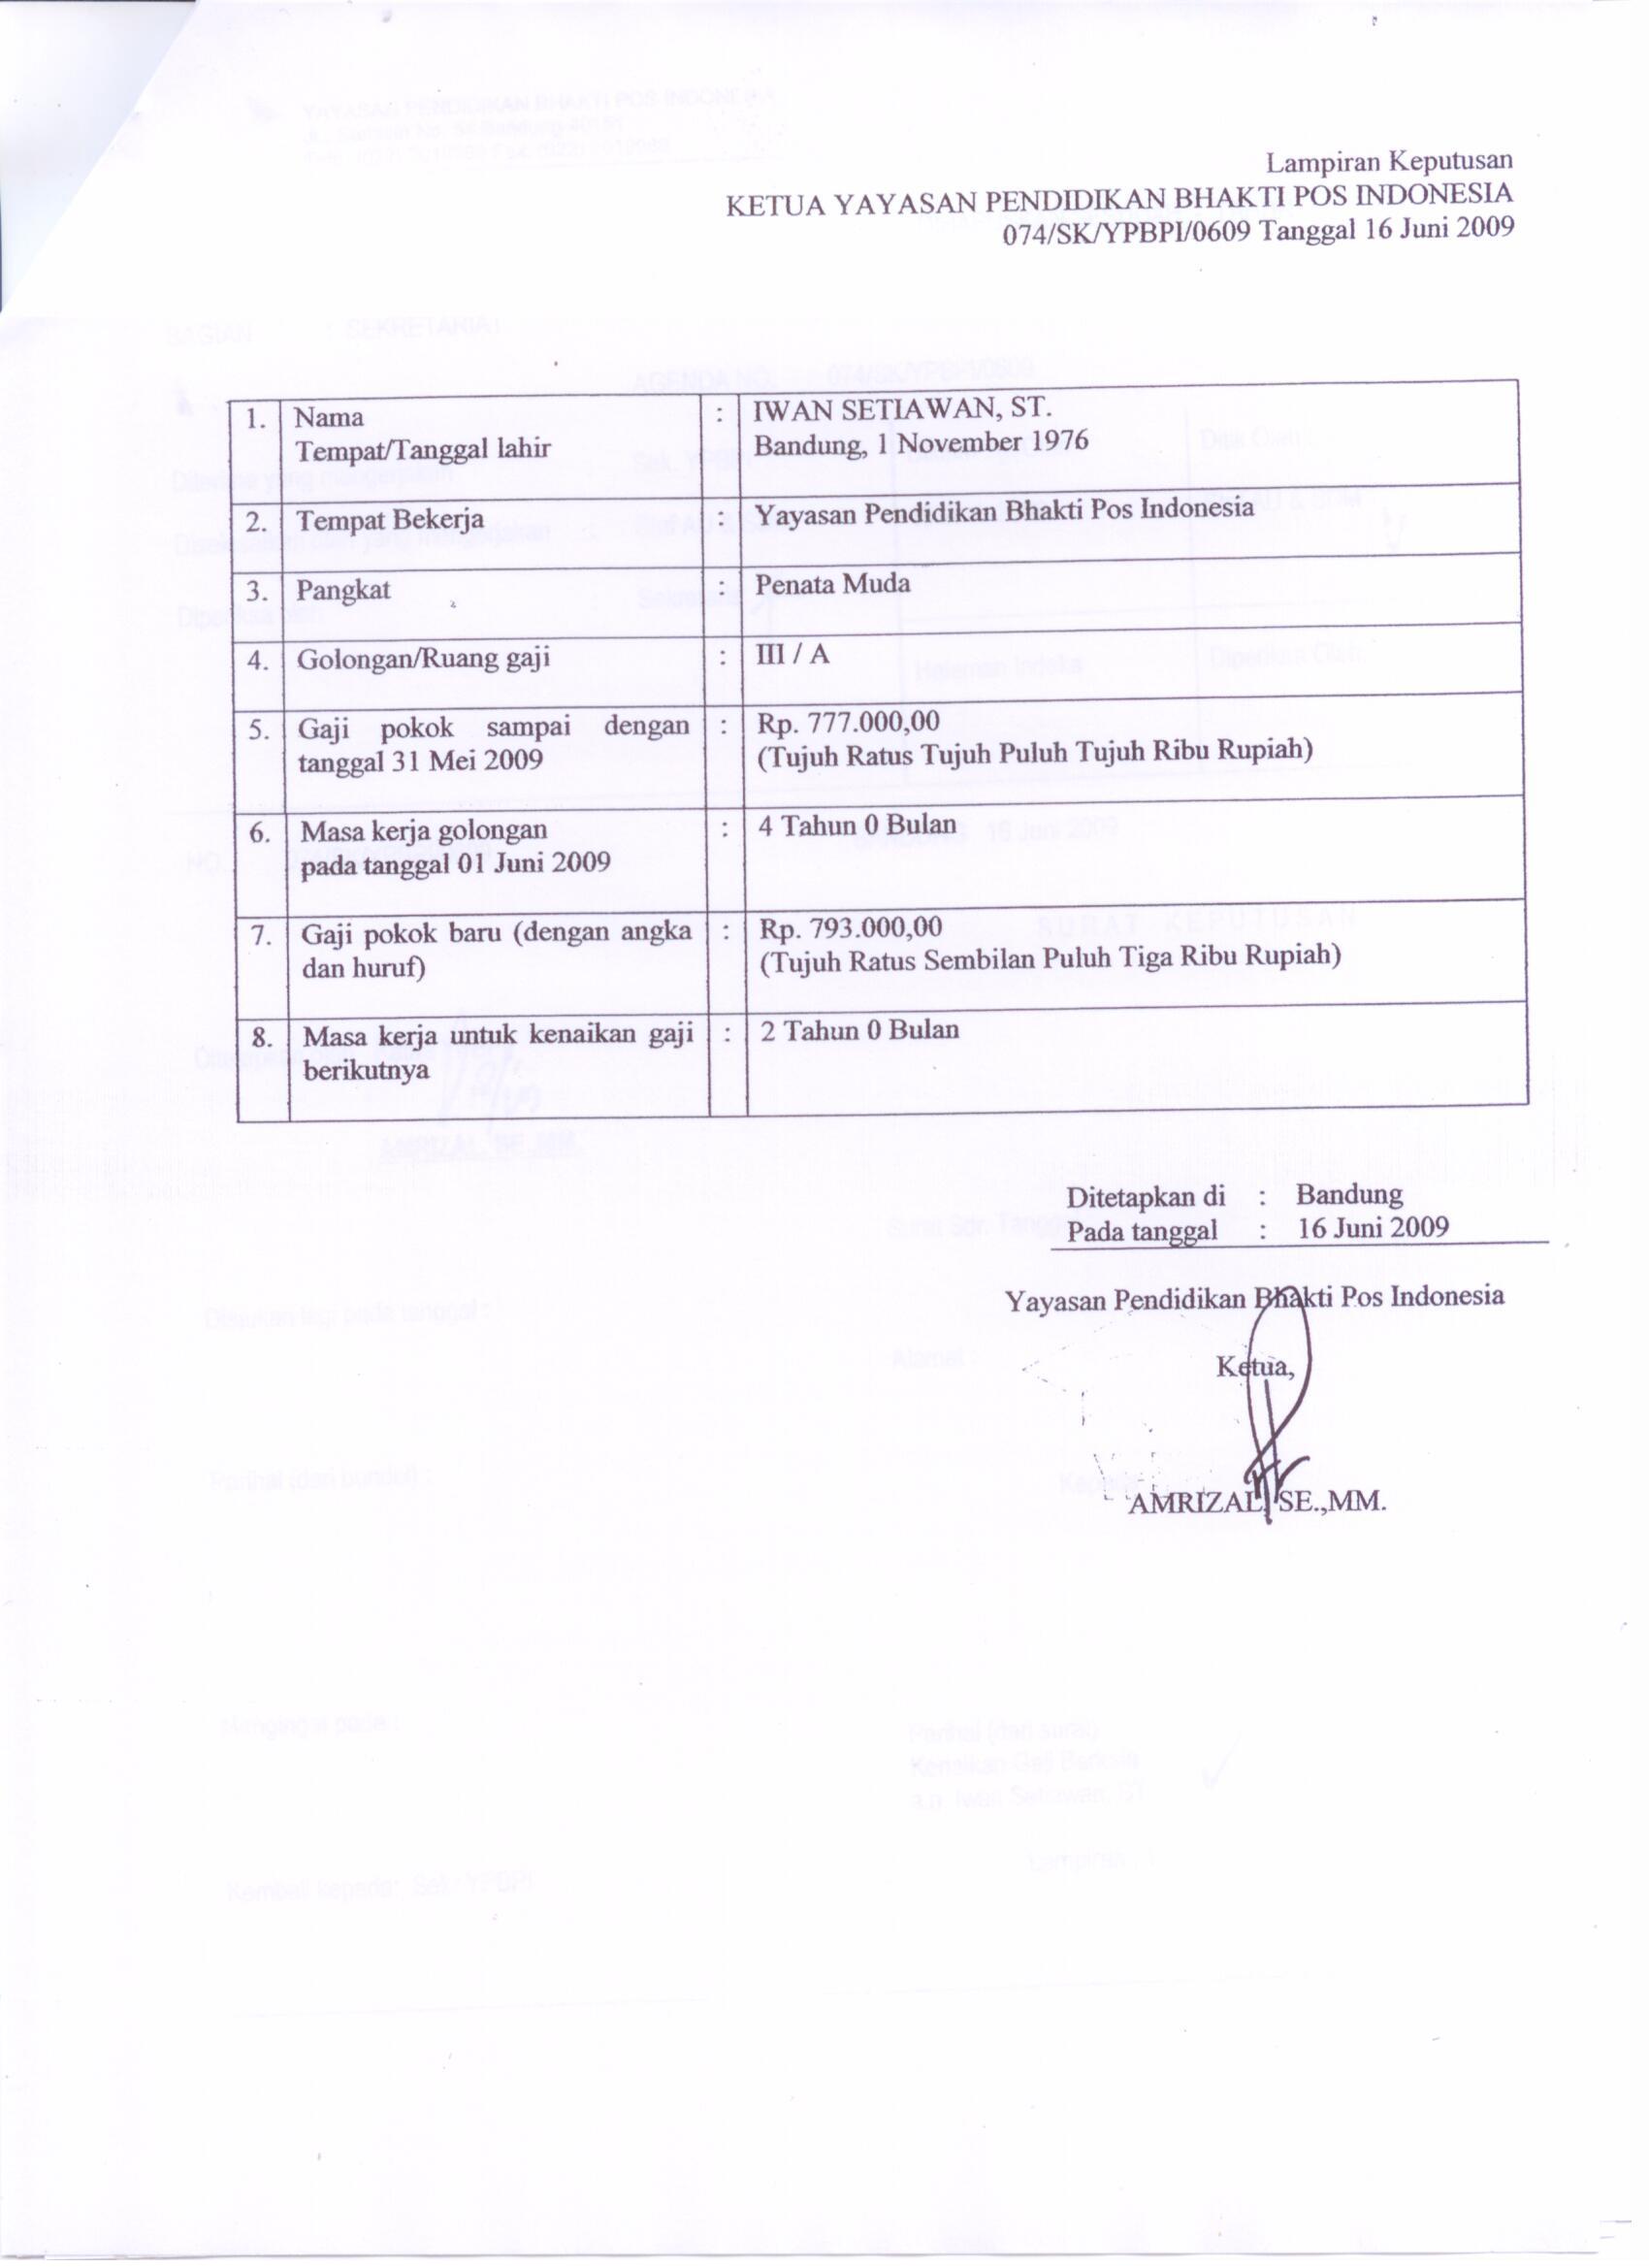 Lampiran Keputusan
KETUA YAYASAN PENDIDIKAN BHAKTI POS INDONESIA
074/SK/YPBPI/0609 Tanggal 16 Juni 2009
1. Nama : IWAN SETIAWAN, ST.
Tempat/Tanggal lahir Bandung, 1 November 1976
2. Tempat Bekerja : Yayasan Pendidikan Bhakti Pos Indonesia
3. Pangkat : Penata Muda
4. Golongan/Ruang gaji : III / A
5. Gaji pokok sampai dengan : Rp. 777.000,00
tanggal 31 Mei 2009 (Tujuh Ratus Tujuh Puluh Tujuh Ribu Rupiah)
6. Masa kerja golongan : 4 Tahun 0 Bulan
pada tanggal 01 Juni 2009
7. Gaji pokok baru (dengan angka : Rp. 793.000,00
dan huruf) (Tujuh Ratus Sembilan Puluh Tiga Ribu Rupiah)
8. Masa kerja untuk kenaikan gaji : 2 Tahun 0 Bulan
berikutnya
Ditetapkan di : Bandung
Pada tanggal : 16 Juni 2009
Yayasan Pendidikan Bhakti Pos Indonesia
Ketua,
AMRIZAL, SE.,MM.